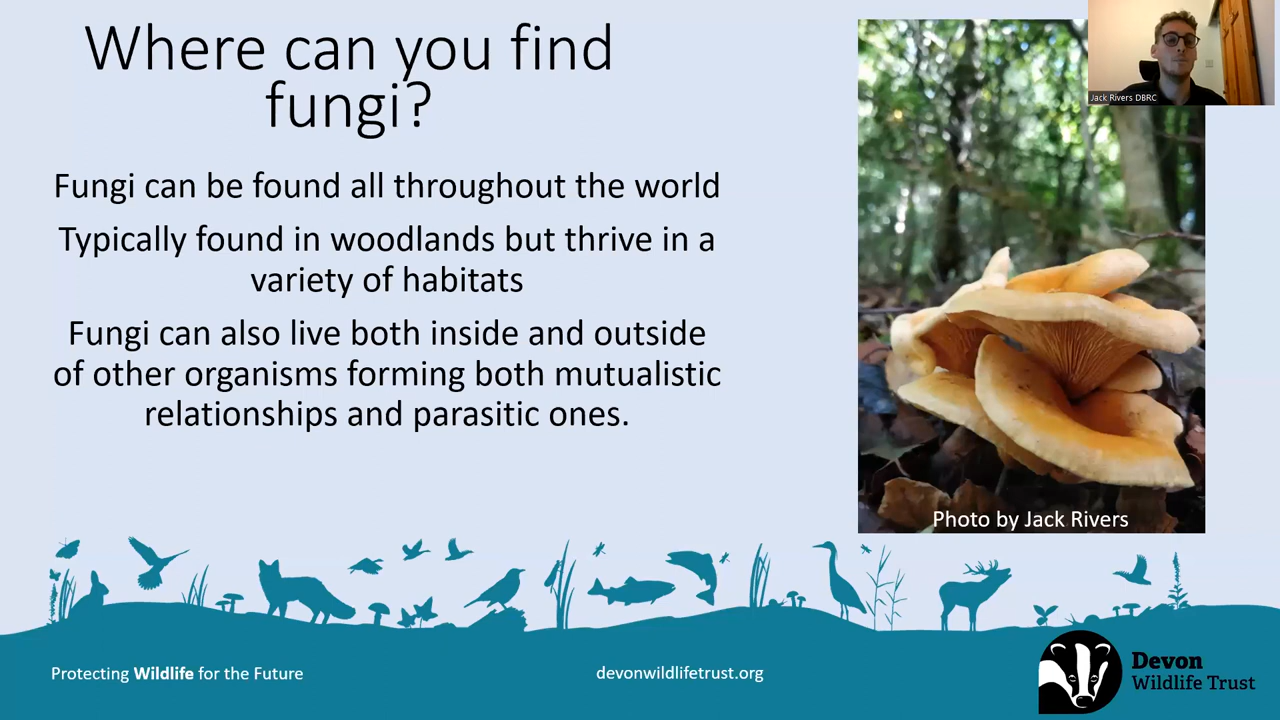 Where can you find
fungi?
Fungi can be found all throughout the world
Typically found in woodlands but thrive in a
variety of habitats
Fungi can also live both inside and outside
of other organisms forming both mutualistic
relationships and parasitic ones.
Jack Rivers DBRC
Photo by Jack Rivers
Protecting Wildlife for the Future
devonwildlifetrust.org
Devon
Wildlife Trust